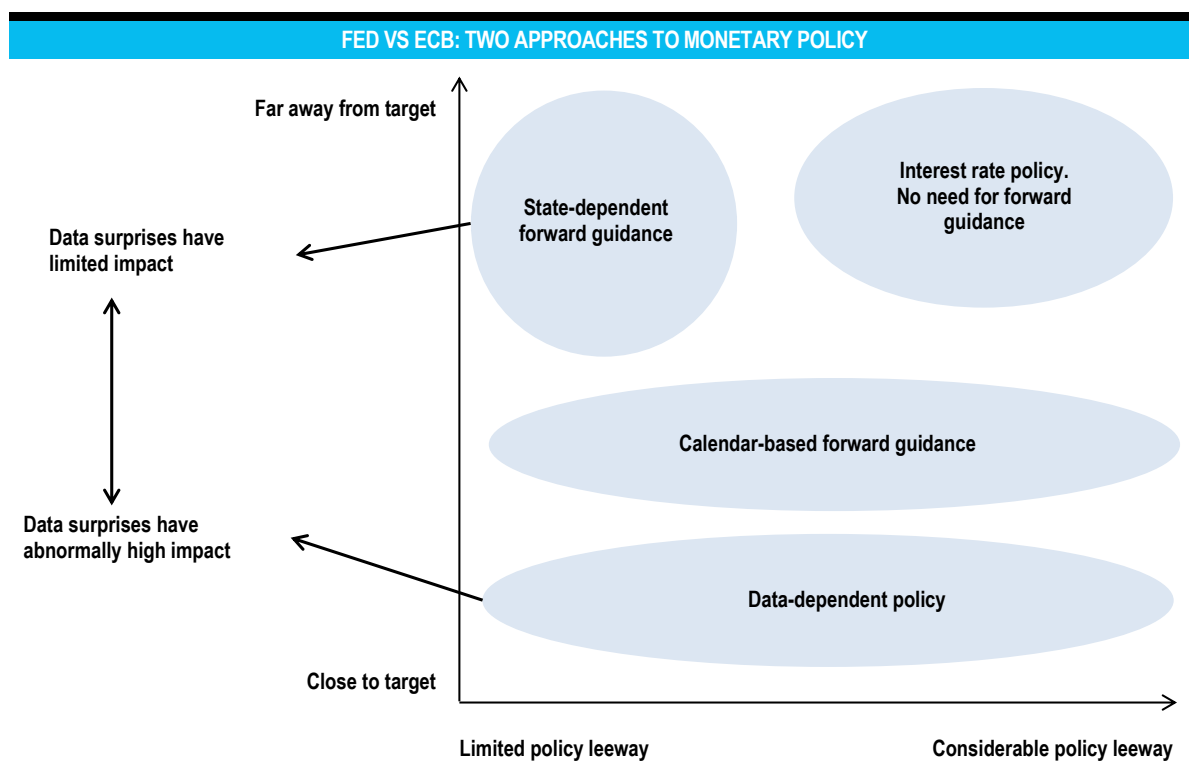 FED VS ECB: TWO APPROACHES TO MONETARY POLICY
Far away from target
State-dependent
forward guidance
Interest rate policy.
No need for forward
guidance
Data surprises have
limited impact
Calendar-based forward guidance
Data surprises have
abnormally high impact
Data-dependent policy
Close to target
Limited policy leeway
Considerable policy leeway